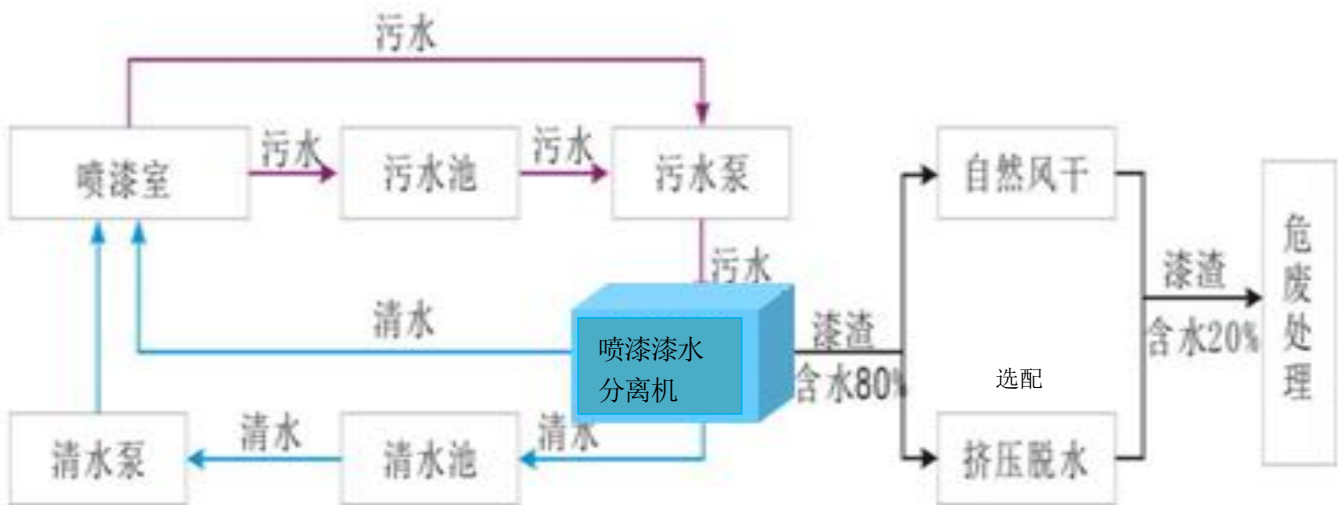 污水
喷漆室
污水
污水池
污水
污水泵
自然风干
危废处理
污水
清水
喷漆漆水
分离机
漆渣
含水80%
选配
漆渣
含水20%
清水泵
清水
清水池
清水
挤压脱水